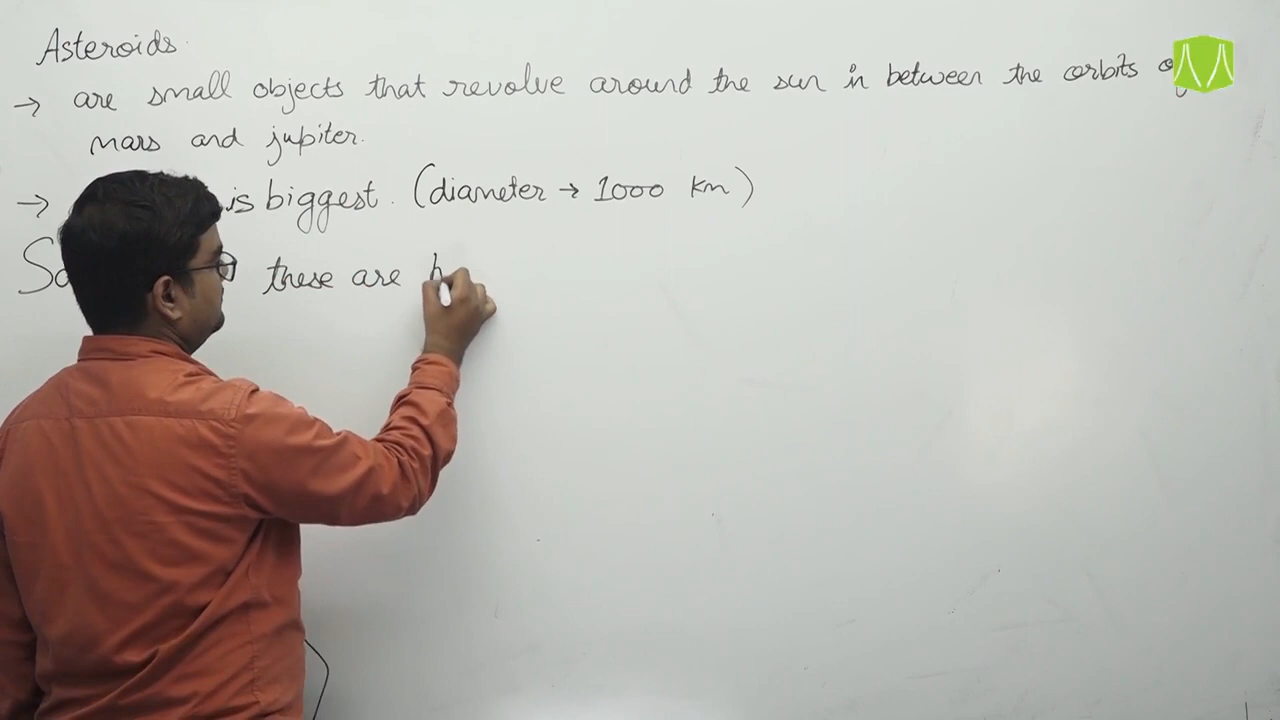 Asteroids.
→ are small objects that revolve around the sun in between the orbits
mars and jupiter.
→ is biggest. (diameter → 1000 km)
these are